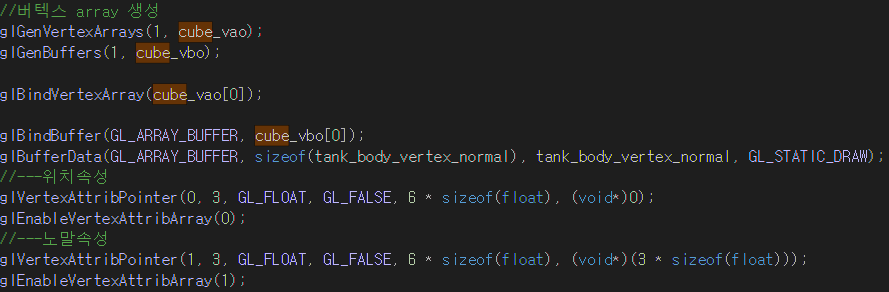 //버텍스 array 생성
glGenVertexArrays(1, cube_vao);
glGenBuffers(1, cube_vbo);
glBindVertexArray(cube_vao[0]);
glBindBuffer(GL_ARRAY_BUFFER, cube_vbo[0]);
glBufferData(GL_ARRAY_BUFFER, sizeof(tank_body_vertex_normal), tank_body_vertex_normal, GL_STATIC_DRAW);
//---위치속성
glVertexAttribPointer(0, 3, GL_FLOAT, GL_FALSE, 6 * sizeof(float), (void*)0);
glEnableVertexAttribArray(0);
//---노말속성
glVertexAttribPointer(1, 3, GL_FLOAT, GL_FALSE, 6 * sizeof(float), (void*)(3 * sizeof(float)));
glEnableVertexAttribArray(1);